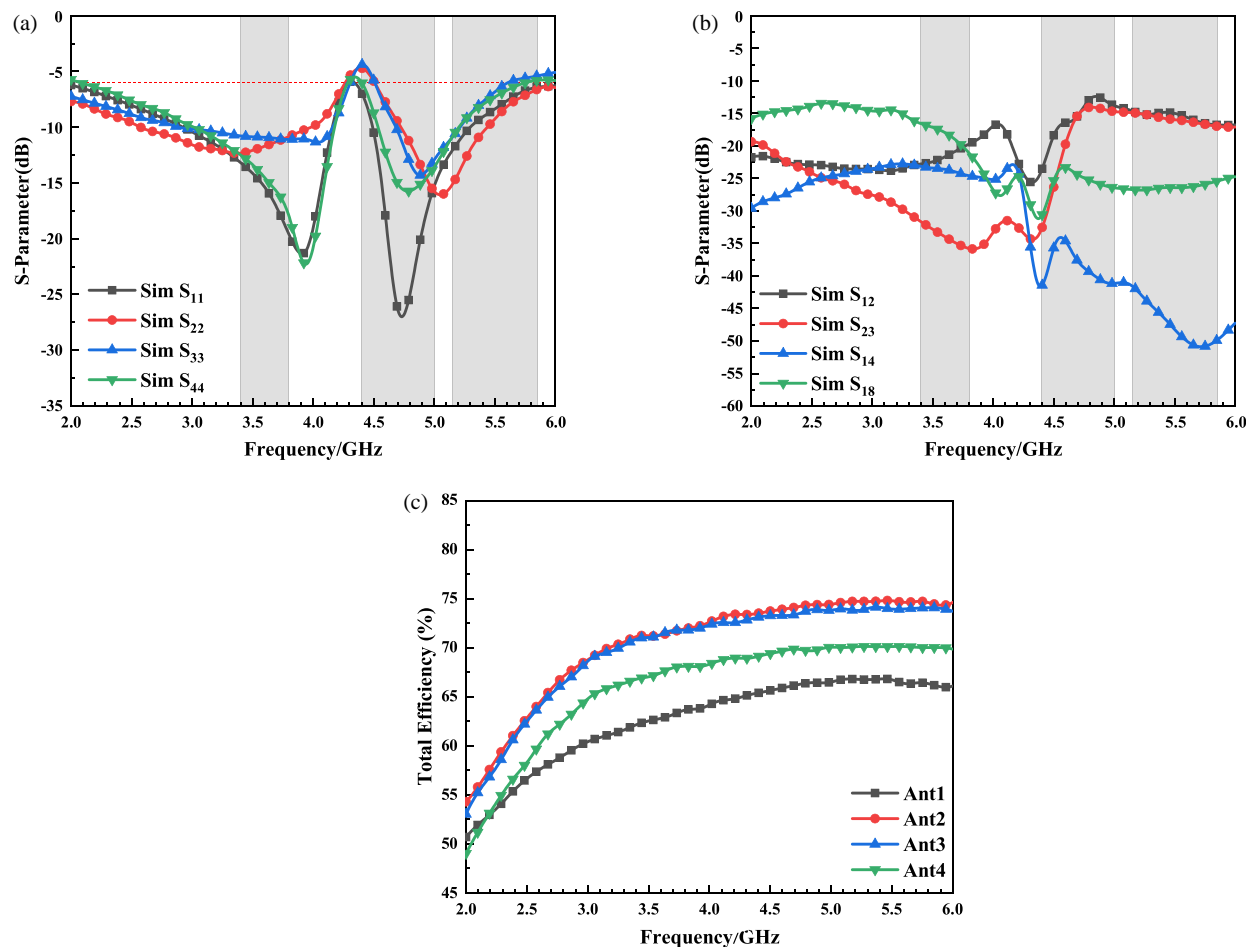 (a)
0
-5
-10
-15
-20
-25
-30
-35
S-Parameter(dB)
Sim S11
Sim S22
Sim S33
Sim S44
2.0 2.5 3.0 3.5 4.0 4.5 5.0 5.5 6.0
Frequency/GHz
(b)
0
-5
-10
-15
-20
-25
-30
-35
-40
-45
-50
-55
-60
S-Parameter(dB)
Sim S12
Sim S23
Sim S14
Sim S18
2.0 2.5 3.0 3.5 4.0 4.5 5.0 5.5 6.0
Frequency/GHz
(c)
85
80
75
70
65
60
55
50
45
Total Efficiency (%)
Ant1
Ant2
Ant3
Ant4
2.0 2.5 3.0 3.5 4.0 4.5 5.0 5.5 6.0
Frequency/GHz